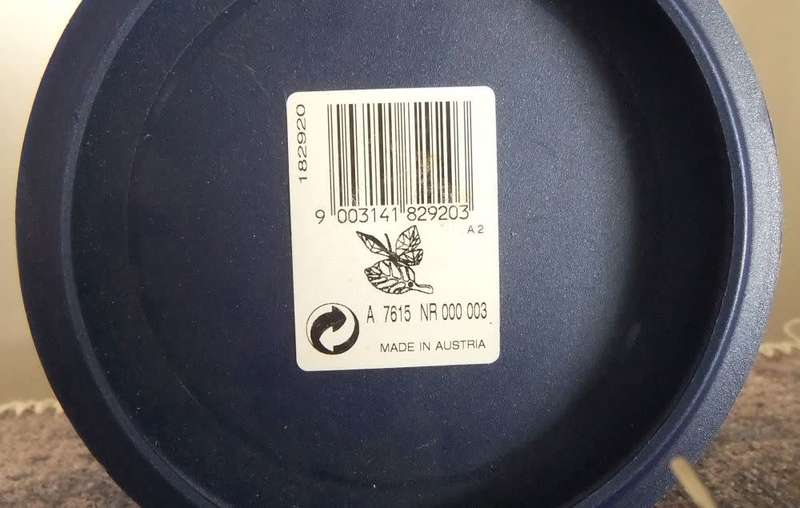 182920
9 003141 829203
A 2
A 7615 NR 000 003
MADE IN AUSTRIA